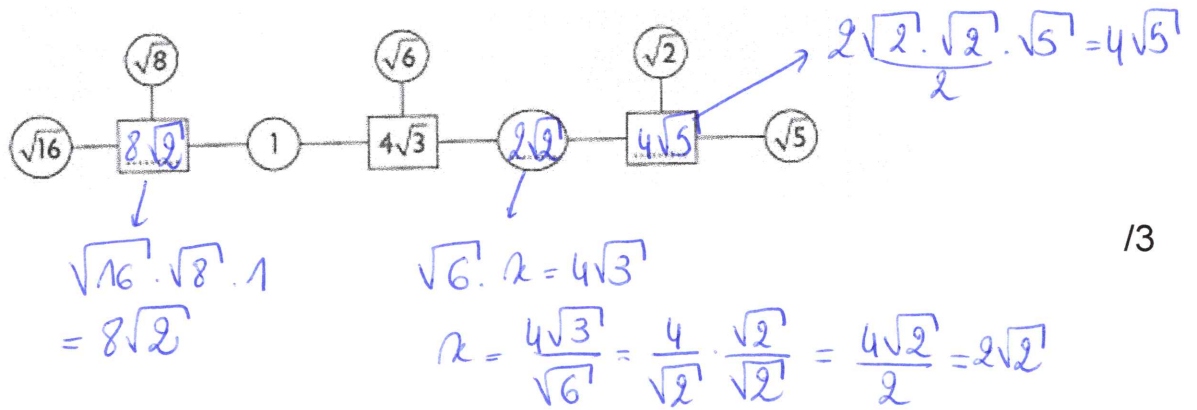 √8 √6 √2 2√2 · √2 · √5 = 4√5
2
√16 8√2 1 4√3 2√2 4√5 √5
/3
√16 · √8 · 1
= 8√2
√6 · x = 4√3
x = 4√3/√6 = 4/√2 · √2/√2 = 4√2/2 = 2√2